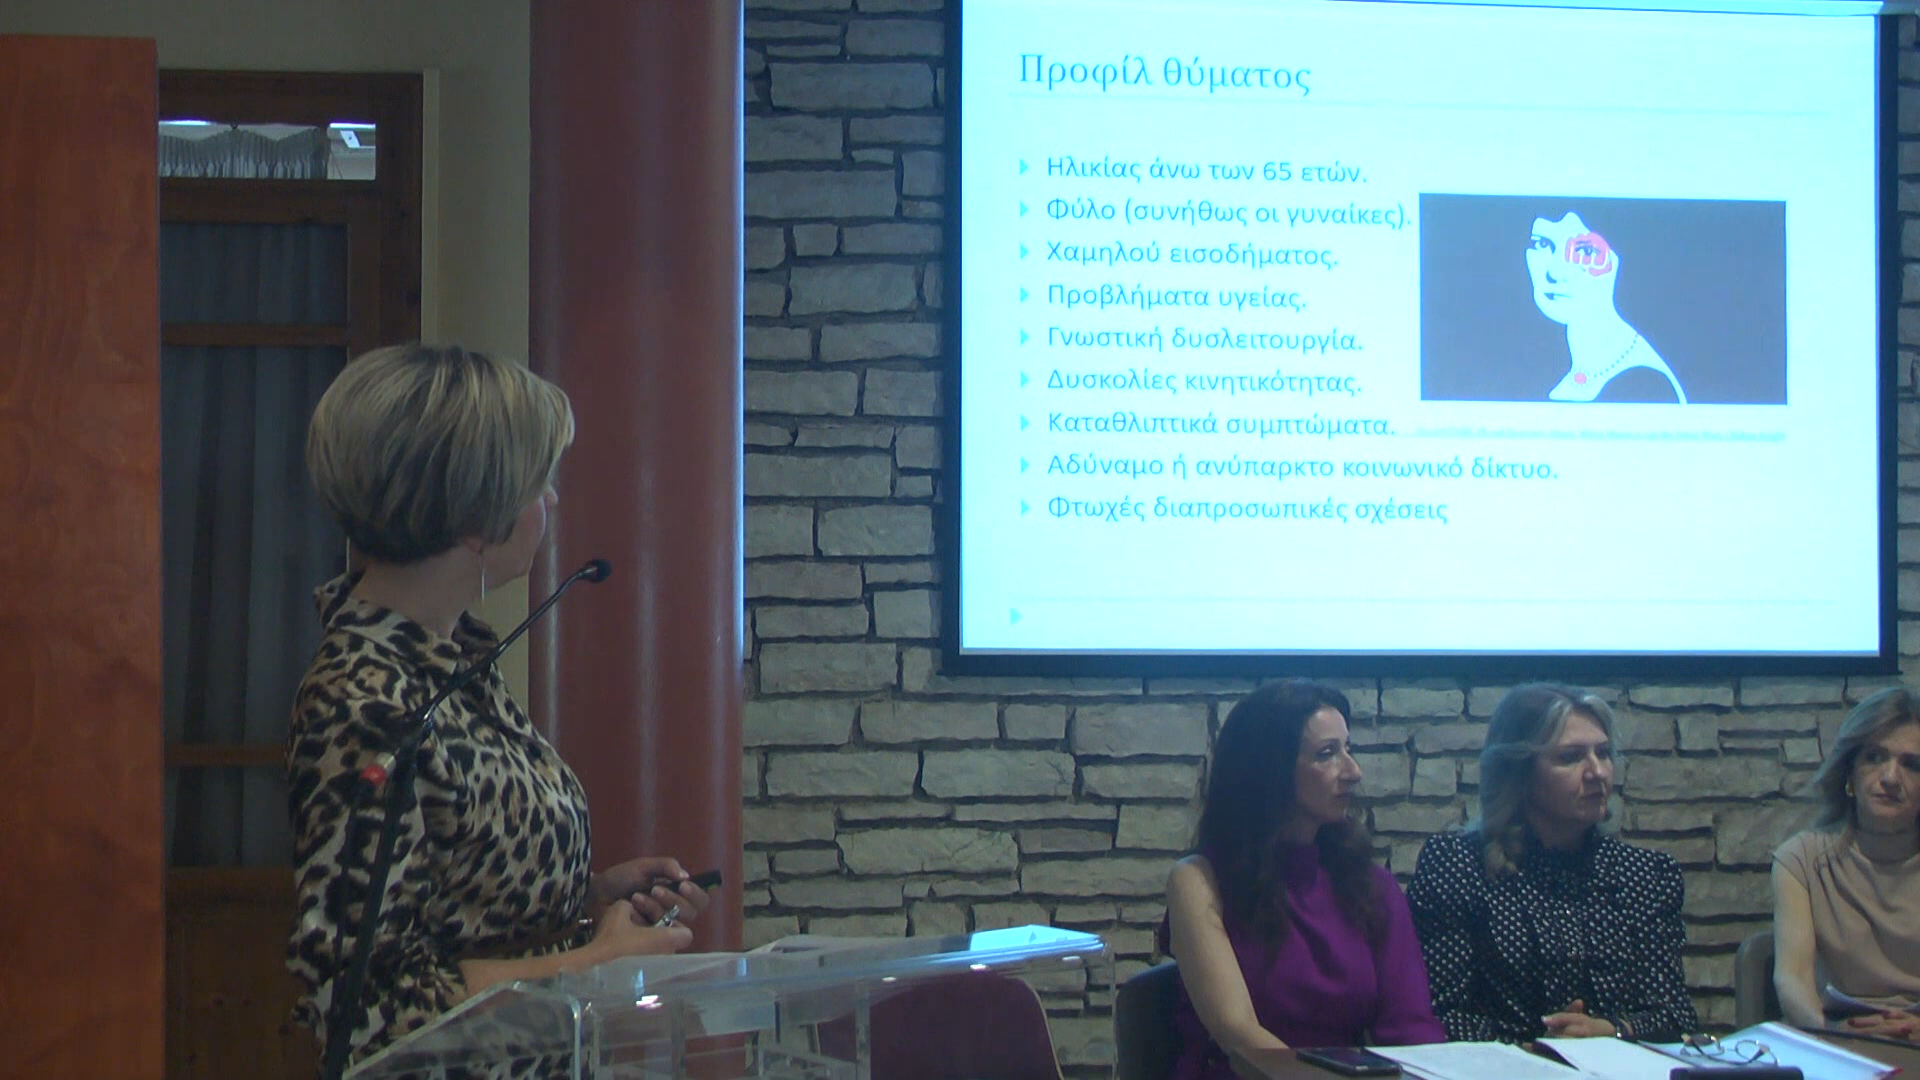 Προφίλ θύματος
Ηλικίας άνω των 65 ετών.
Φύλο (συνήθως οι γυναίκες).
Χαμηλού εισοδήματος.
Προβλήματα υγείας.
Γνωστική δυσλειτουργία.
Δυσκολίες κινητικότητας.
Καταθλιπτικά συμπτώματα.
Αδύναμο ή ανύπαρκτο κοινωνικό δίκτυο.
Φτωχές διαπροσωπικές σχέσεις